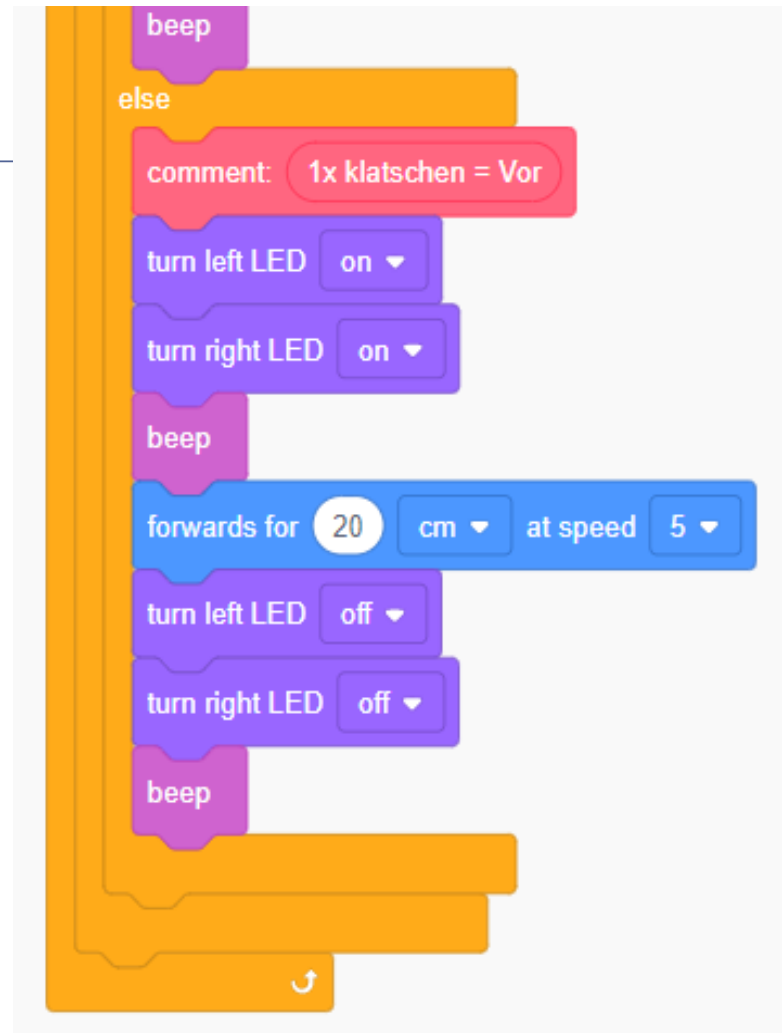 beep
else
comment: 1x klatschen = Vor
turn left LED on
turn right LED on
beep
forwards for 20 cm at speed 5
turn left LED off
turn right LED off
beep